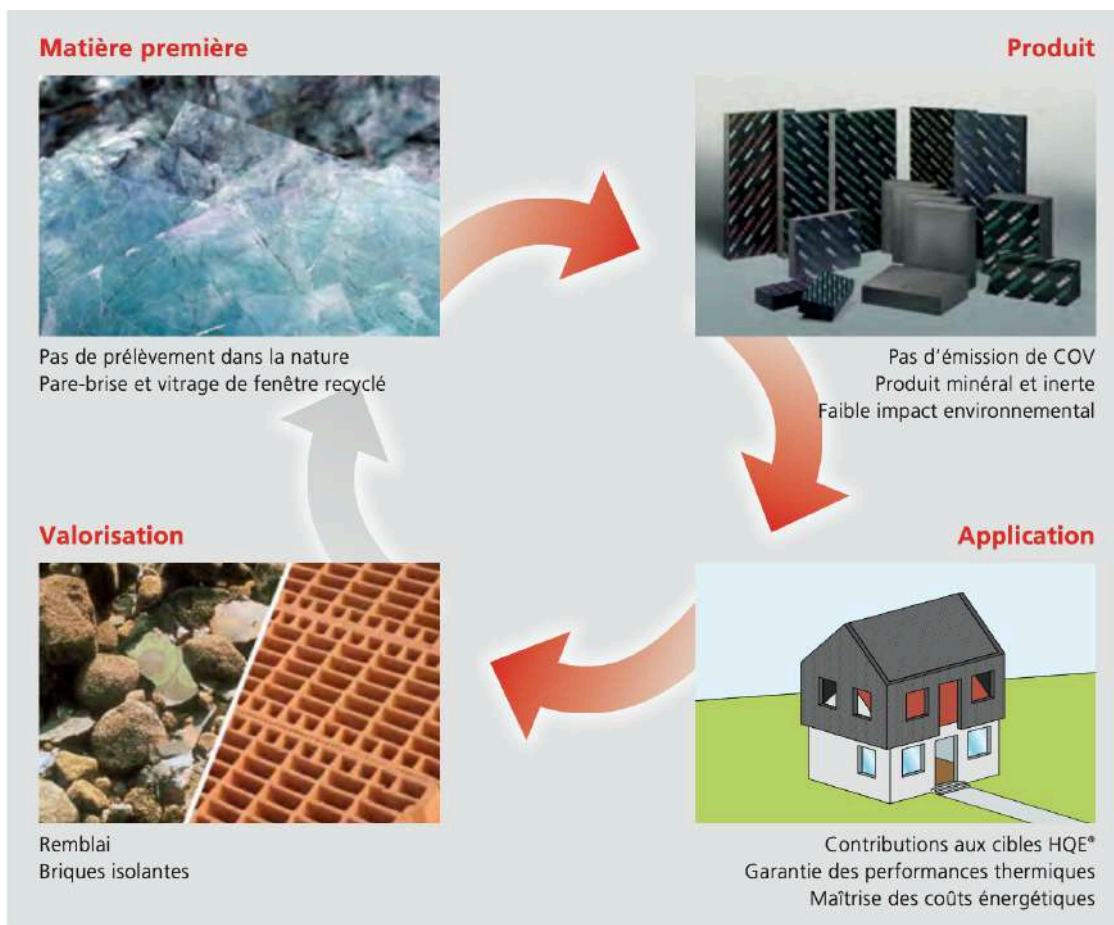 Matière première
Pas de prélèvement dans la nature
Pare-brise et vitrage de fenêtre recyclé
Produit
Pas d'émission de COV
Produit minéral et inerte
Faible impact environnemental
Valorisation
Remblai
Briques isolantes
Application
Contributions aux cibles HQE®
Garantie des performances thermiques
Maîtrise des coûts énergétiques